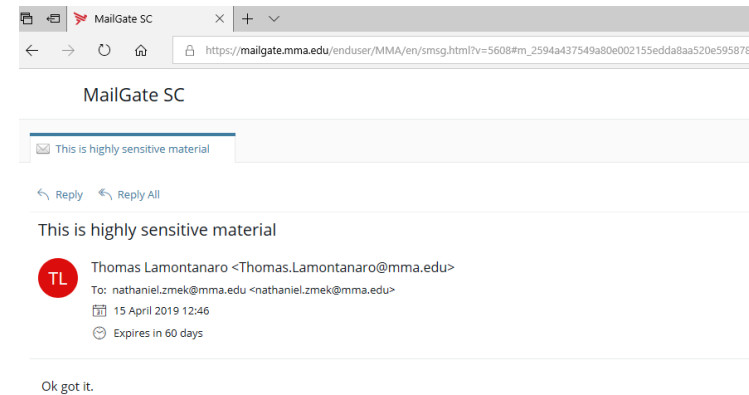 MailGate SC
https://mailgate.mma.edu/enduser/MMA/en/smsg.html?v=5608#m_2594a437549a80e002155edda8aa520e595878
MailGate SC
This is highly sensitive material
Reply Reply All
This is highly sensitive material
TL
Thomas Lamontanaro <Thomas.Lamontanaro@mma.edu>
To: nathaniel.zmek@mma.edu <nathaniel.zmek@mma.edu>
15 April 2019 12:46
Expires in 60 days
Ok got it.